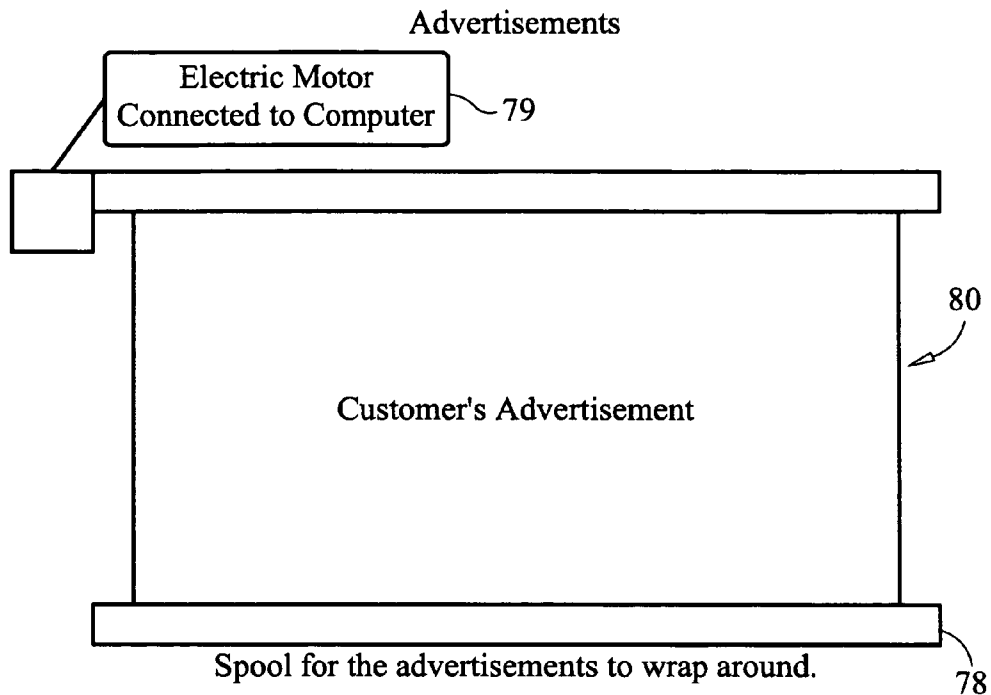 Advertisements
Electric Motor
Connected to Computer
79
80
Customer's Advertisement
Spool for the advertisements to wrap around.
78